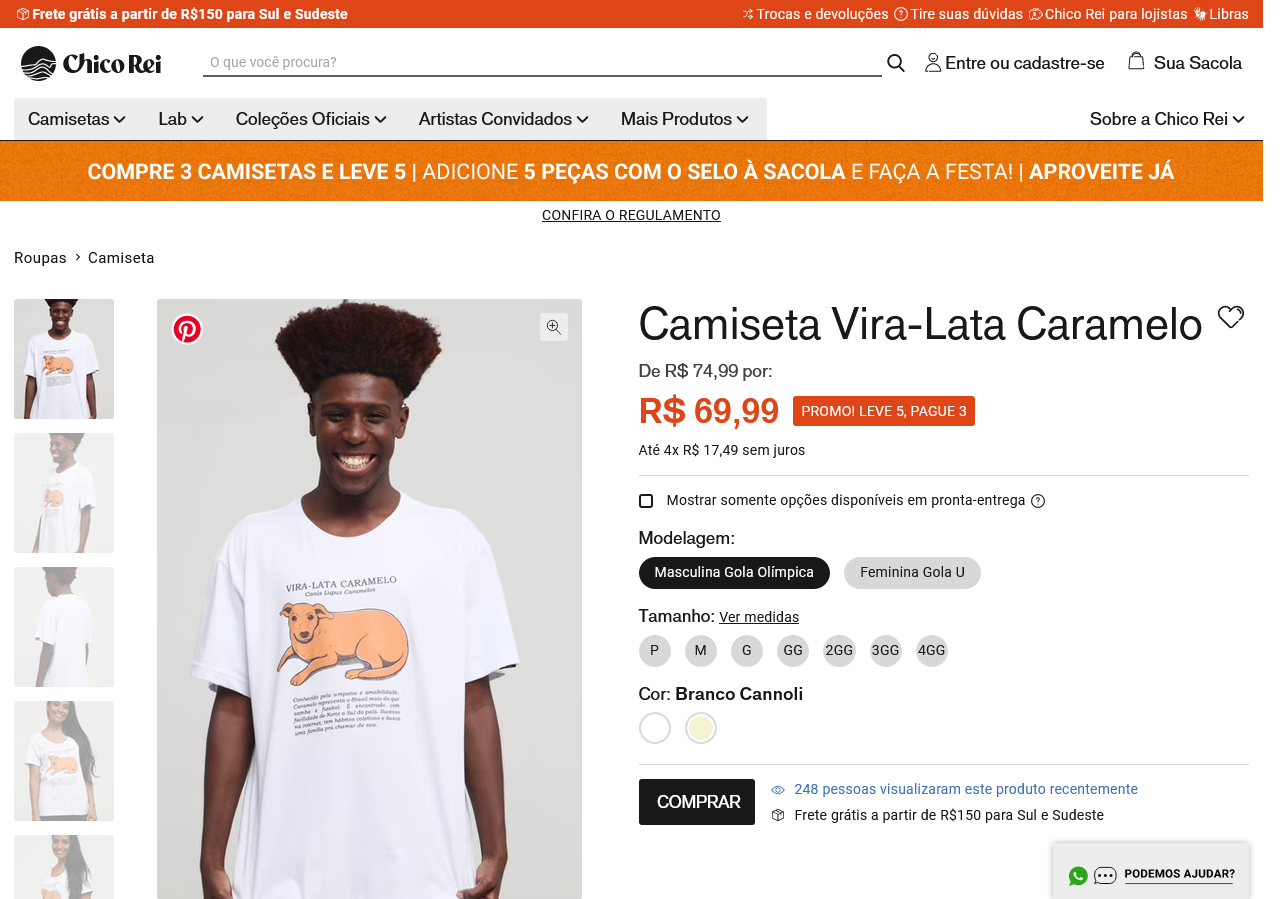 Frete grátis a partir de R$150 para Sul e Sudeste
Trocas e devoluções
Tire suas dúvidas
Chico Rei para lojistas
Libras
Chico Rei
O que você procura?
Entre ou cadastre-se
Sua Sacola
Camisetas
Lab
Coleções Oficiais
Artistas Convidados
Mais Produtos
Sobre a Chico Rei
COMPRE 3 CAMISETAS E LEVE 5 | ADICIONE 5 PEÇAS COM O SELO À SACOLA E FAÇA A FESTA! | APROVEITE JÁ
CONFIRA O REGULAMENTO
Roupas › Camiseta
VIRA-LATA CARAMELO
Canis Lupus Caramelos
Conhecido pela simpatia e amabilidade,
Caramelo representa o Brasil mais do que
samba e futebol. É encontrado com
facilidade de Norte a Sul do país. Sucesso
na internet, tem hábitos coletivos e busca
uma família pra chamar de sua.
Camiseta Vira-Lata Caramelo
De R$ 74,99 por:
R$ 69,99
PROMO! LEVE 5, PAGUE 3
Até 4x R$ 17,49 sem juros
Mostrar somente opções disponíveis em pronta-entrega
Modelagem:
Masculina Gola Olímpica
Feminina Gola U
Tamanho: Ver medidas
P M G GG 2GG 3GG 4GG
Cor: Branco Cannoli
COMPRAR
248 pessoas visualizaram este produto recentemente
Frete grátis a partir de R$150 para Sul e Sudeste
PODEMOS AJUDAR?